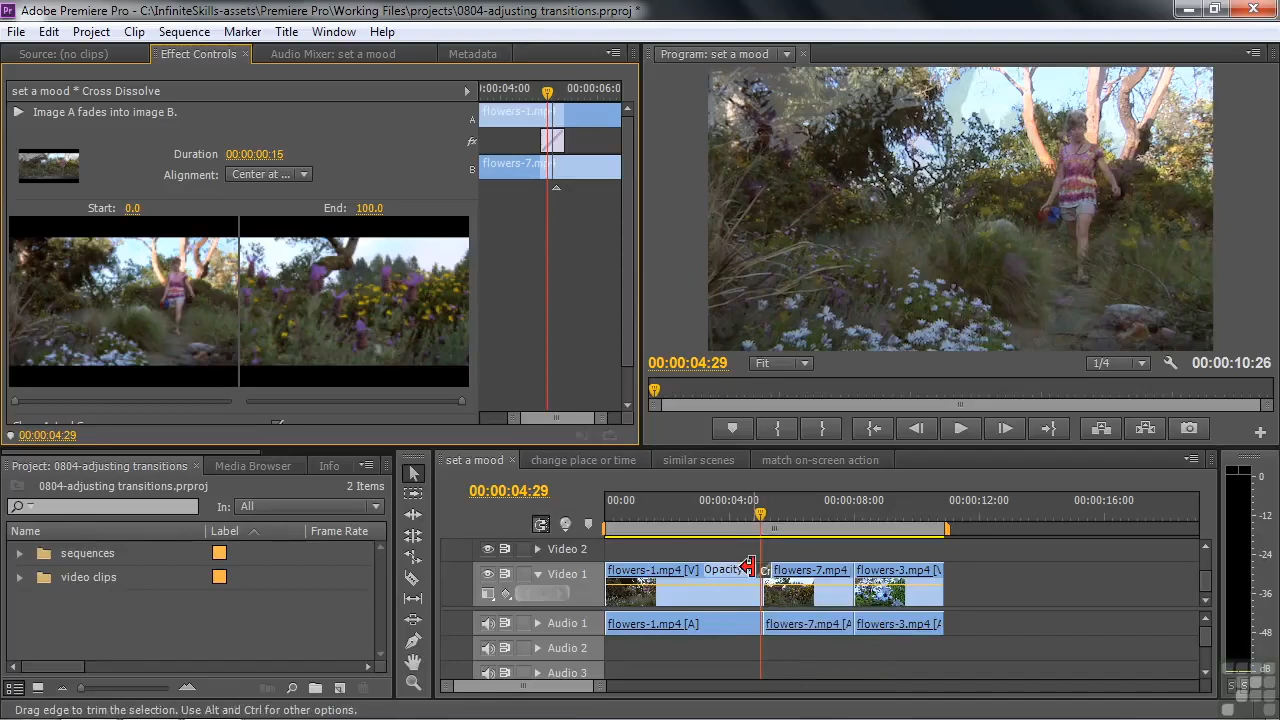 Adobe Premiere Pro - C:\InfiniteSkills-assets\Premiere Pro\Working Files\projects\0804-adjusting transitions.prproj *
File Edit Project Clip Sequence Marker Title Window Help
Source: (no clips) Effect Controls Audio Mixer: set a mood Metadata
Program: set a mood
set a mood * Cross Dissolve
Image A fades into image B.
:00:04:00 00:00:06:0
flowers-1.mp4
A
fx
flowers-7.mp4
B
Duration 00:00:00:15
Alignment: Center at ...
Start: 0.0 End: 100.0
00:00:04:29
00:00:04:29 Fit 1/4 00:00:10:26
Project: 0804-adjusting transitions Media Browser Info
0804-adjusting transitions.prproj 2 Items
In: All
Name Label Frame Rate
sequences
video clips
set a mood change place or time similar scenes match on-screen action
00:00:04:29
00:00 00:00:04:00 00:00:08:00 00:00:12:00 00:00:16:00
Video 2
Video 1 flowers-1.mp4 [V] Opacity Cr flowers-7.mp4 flowers-3.mp4 [V
Audio 1 flowers-1.mp4 [A] flowers-7.mp4 [A flowers-3.mp4 [A
Audio 2
Audio 3
0
dB
S S
Drag edge to trim the selection. Use Alt and Ctrl for other options.